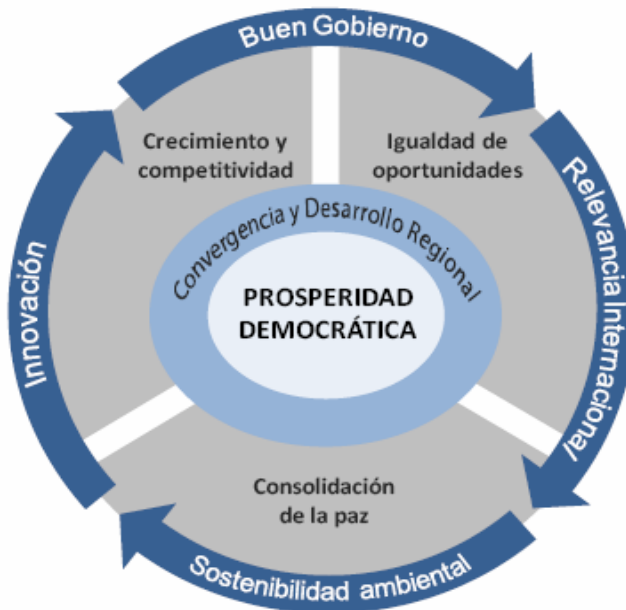 Buen Gobierno
Crecimiento y
competitividad
Igualdad de
oportunidades
Relevancia Internacional
Innovación
Convergencia y Desarrollo Regional
PROSPERIDAD
DEMOCRÁTICA
Consolidación
de la paz
Sostenibilidad ambiental